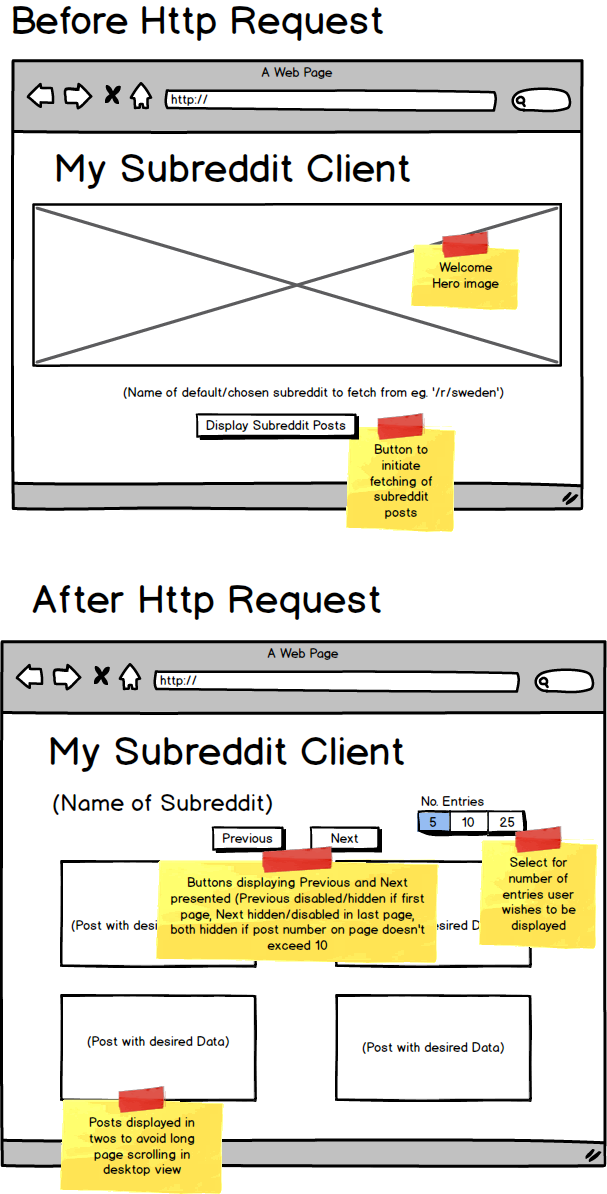 Before Http Request
A Web Page
http://
My Subreddit Client
Welcome
Hero image
(Name of default/chosen subreddit to fetch from eg. '/r/sweden')
Display Subreddit Posts
Button to
initiate
fetching of
subreddit
posts
After Http Request
A Web Page
http://
My Subreddit Client
(Name of Subreddit)
No. Entries
5 10 25
Previous Next
Buttons displaying Previous and Next
presented (Previous disabled/hidden if first
page, Next hidden/disabled in last page,
both hidden if post number on page doesn't
exceed 10
Select for
number of
entries user
wishes to be
displayed
(Post with desi
ed D
(Post with desired Data)
(Post with desired Data)
Posts displayed in
twos to avoid long
page scrolling in
desktop view